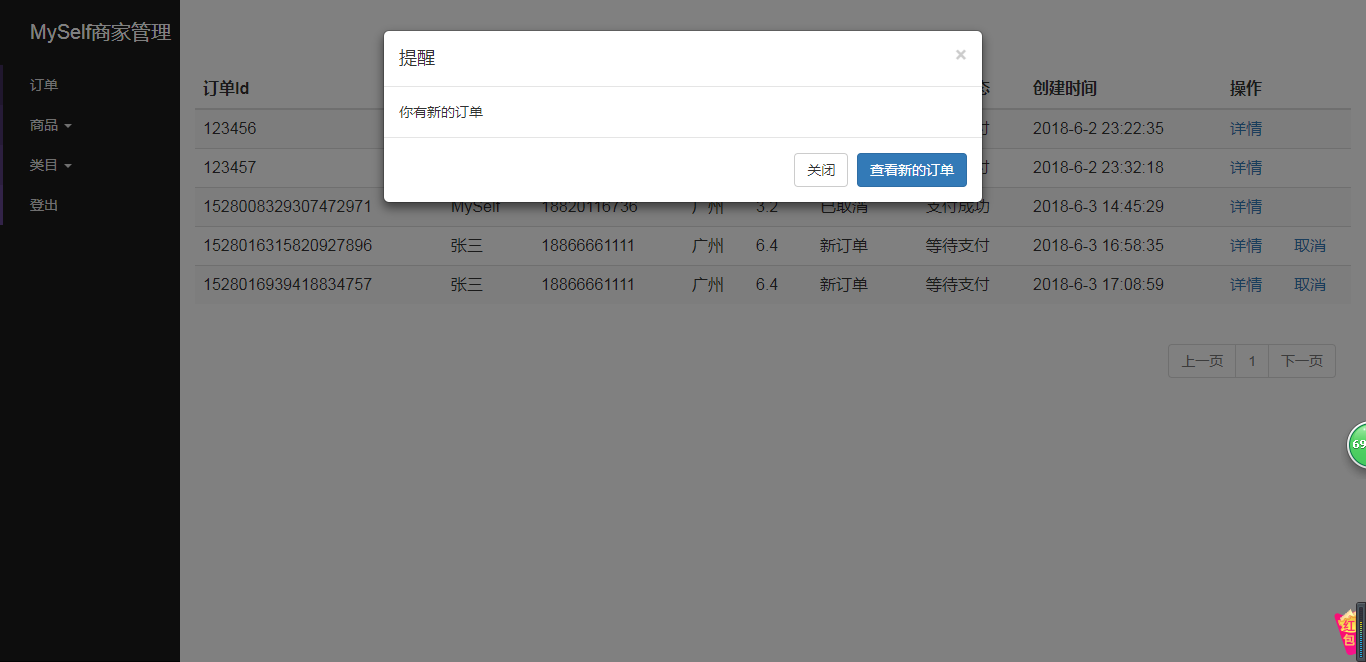 MySelf商家管理
订单
商品
类目
登出
提醒 ×
你有新的订单
关闭 查看新的订单
订单Id 创建时间 操作
123456 2018-6-2 23:22:35 详情
123457 2018-6-2 23:32:18 详情
1528008329307472971 MySelf 18820116736 广州 3.2 已取消 支付成功 2018-6-3 14:45:29 详情
1528016315820927896 张三 18866661111 广州 6.4 新订单 等待支付 2018-6-3 16:58:35 详情 取消
1528016939418834757 张三 18866661111 广州 6.4 新订单 等待支付 2018-6-3 17:08:59 详情 取消
上一页 1 下一页
69
红包